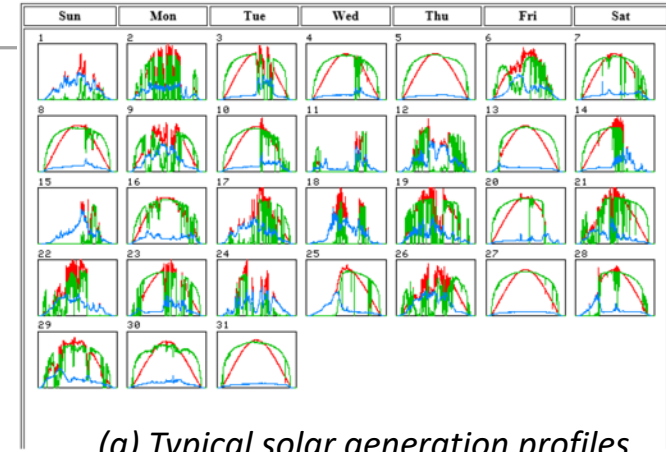 Sun Mon Tue Wed Thu Fri Sat
1 2 3 4 5 6 7
8 9 10 11 12 13 14
15 16 17 18 19 20 21
22 23 24 25 26 27 28
29 30 31
(a) Typical solar generation profiles